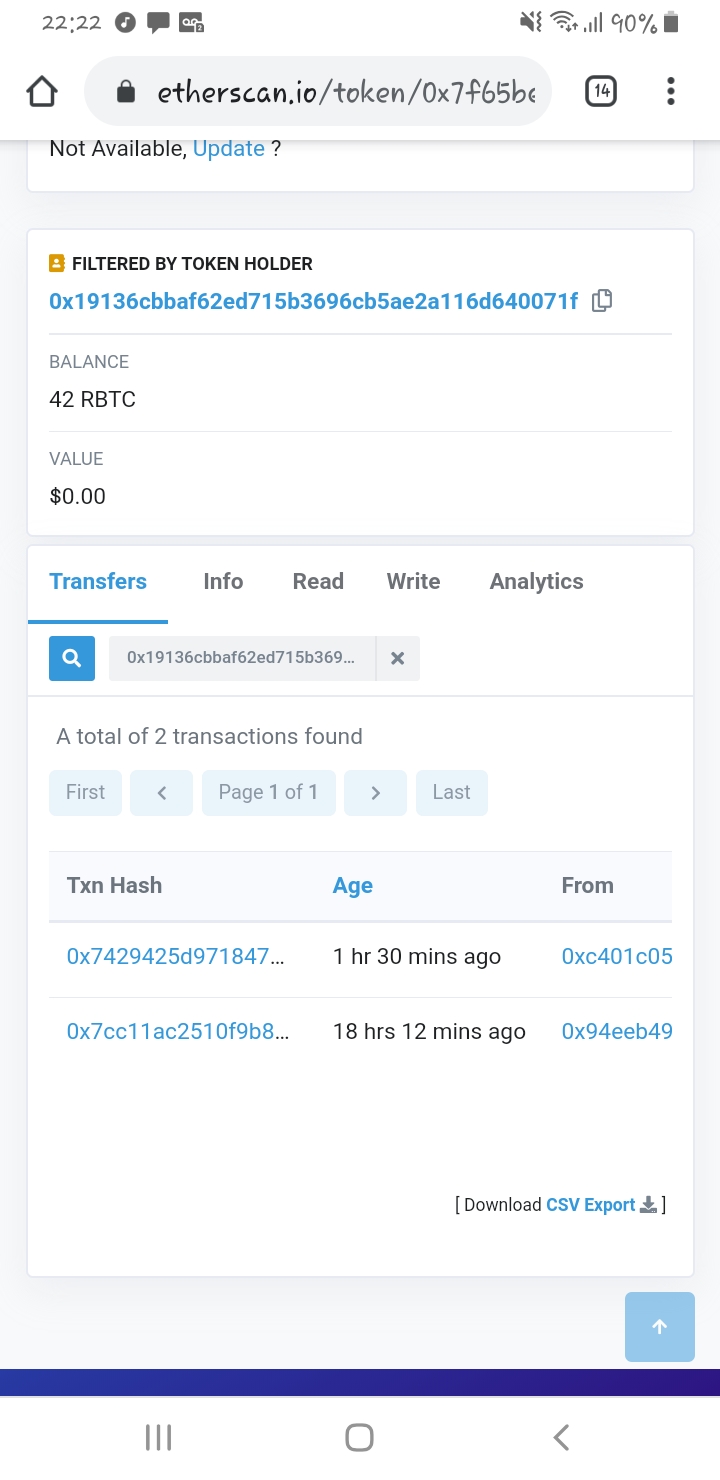 22:22 90%
etherscan.io/token/0x7f65be
14
Not Available, Update ?
FILTERED BY TOKEN HOLDER
0x19136cbbaf62ed715b3696cb5ae2a116d640071f
BALANCE
42 RBTC
VALUE
$0.00
Transfers Info Read Write Analytics
0x19136cbbaf62ed715b369...
A total of 2 transactions found
First Page 1 of 1 Last
Txn Hash Age From
0x7429425d971847... 1 hr 30 mins ago 0xc401c05
0x7cc11ac2510f9b8... 18 hrs 12 mins ago 0x94eeb49
[ Download CSV Export ]